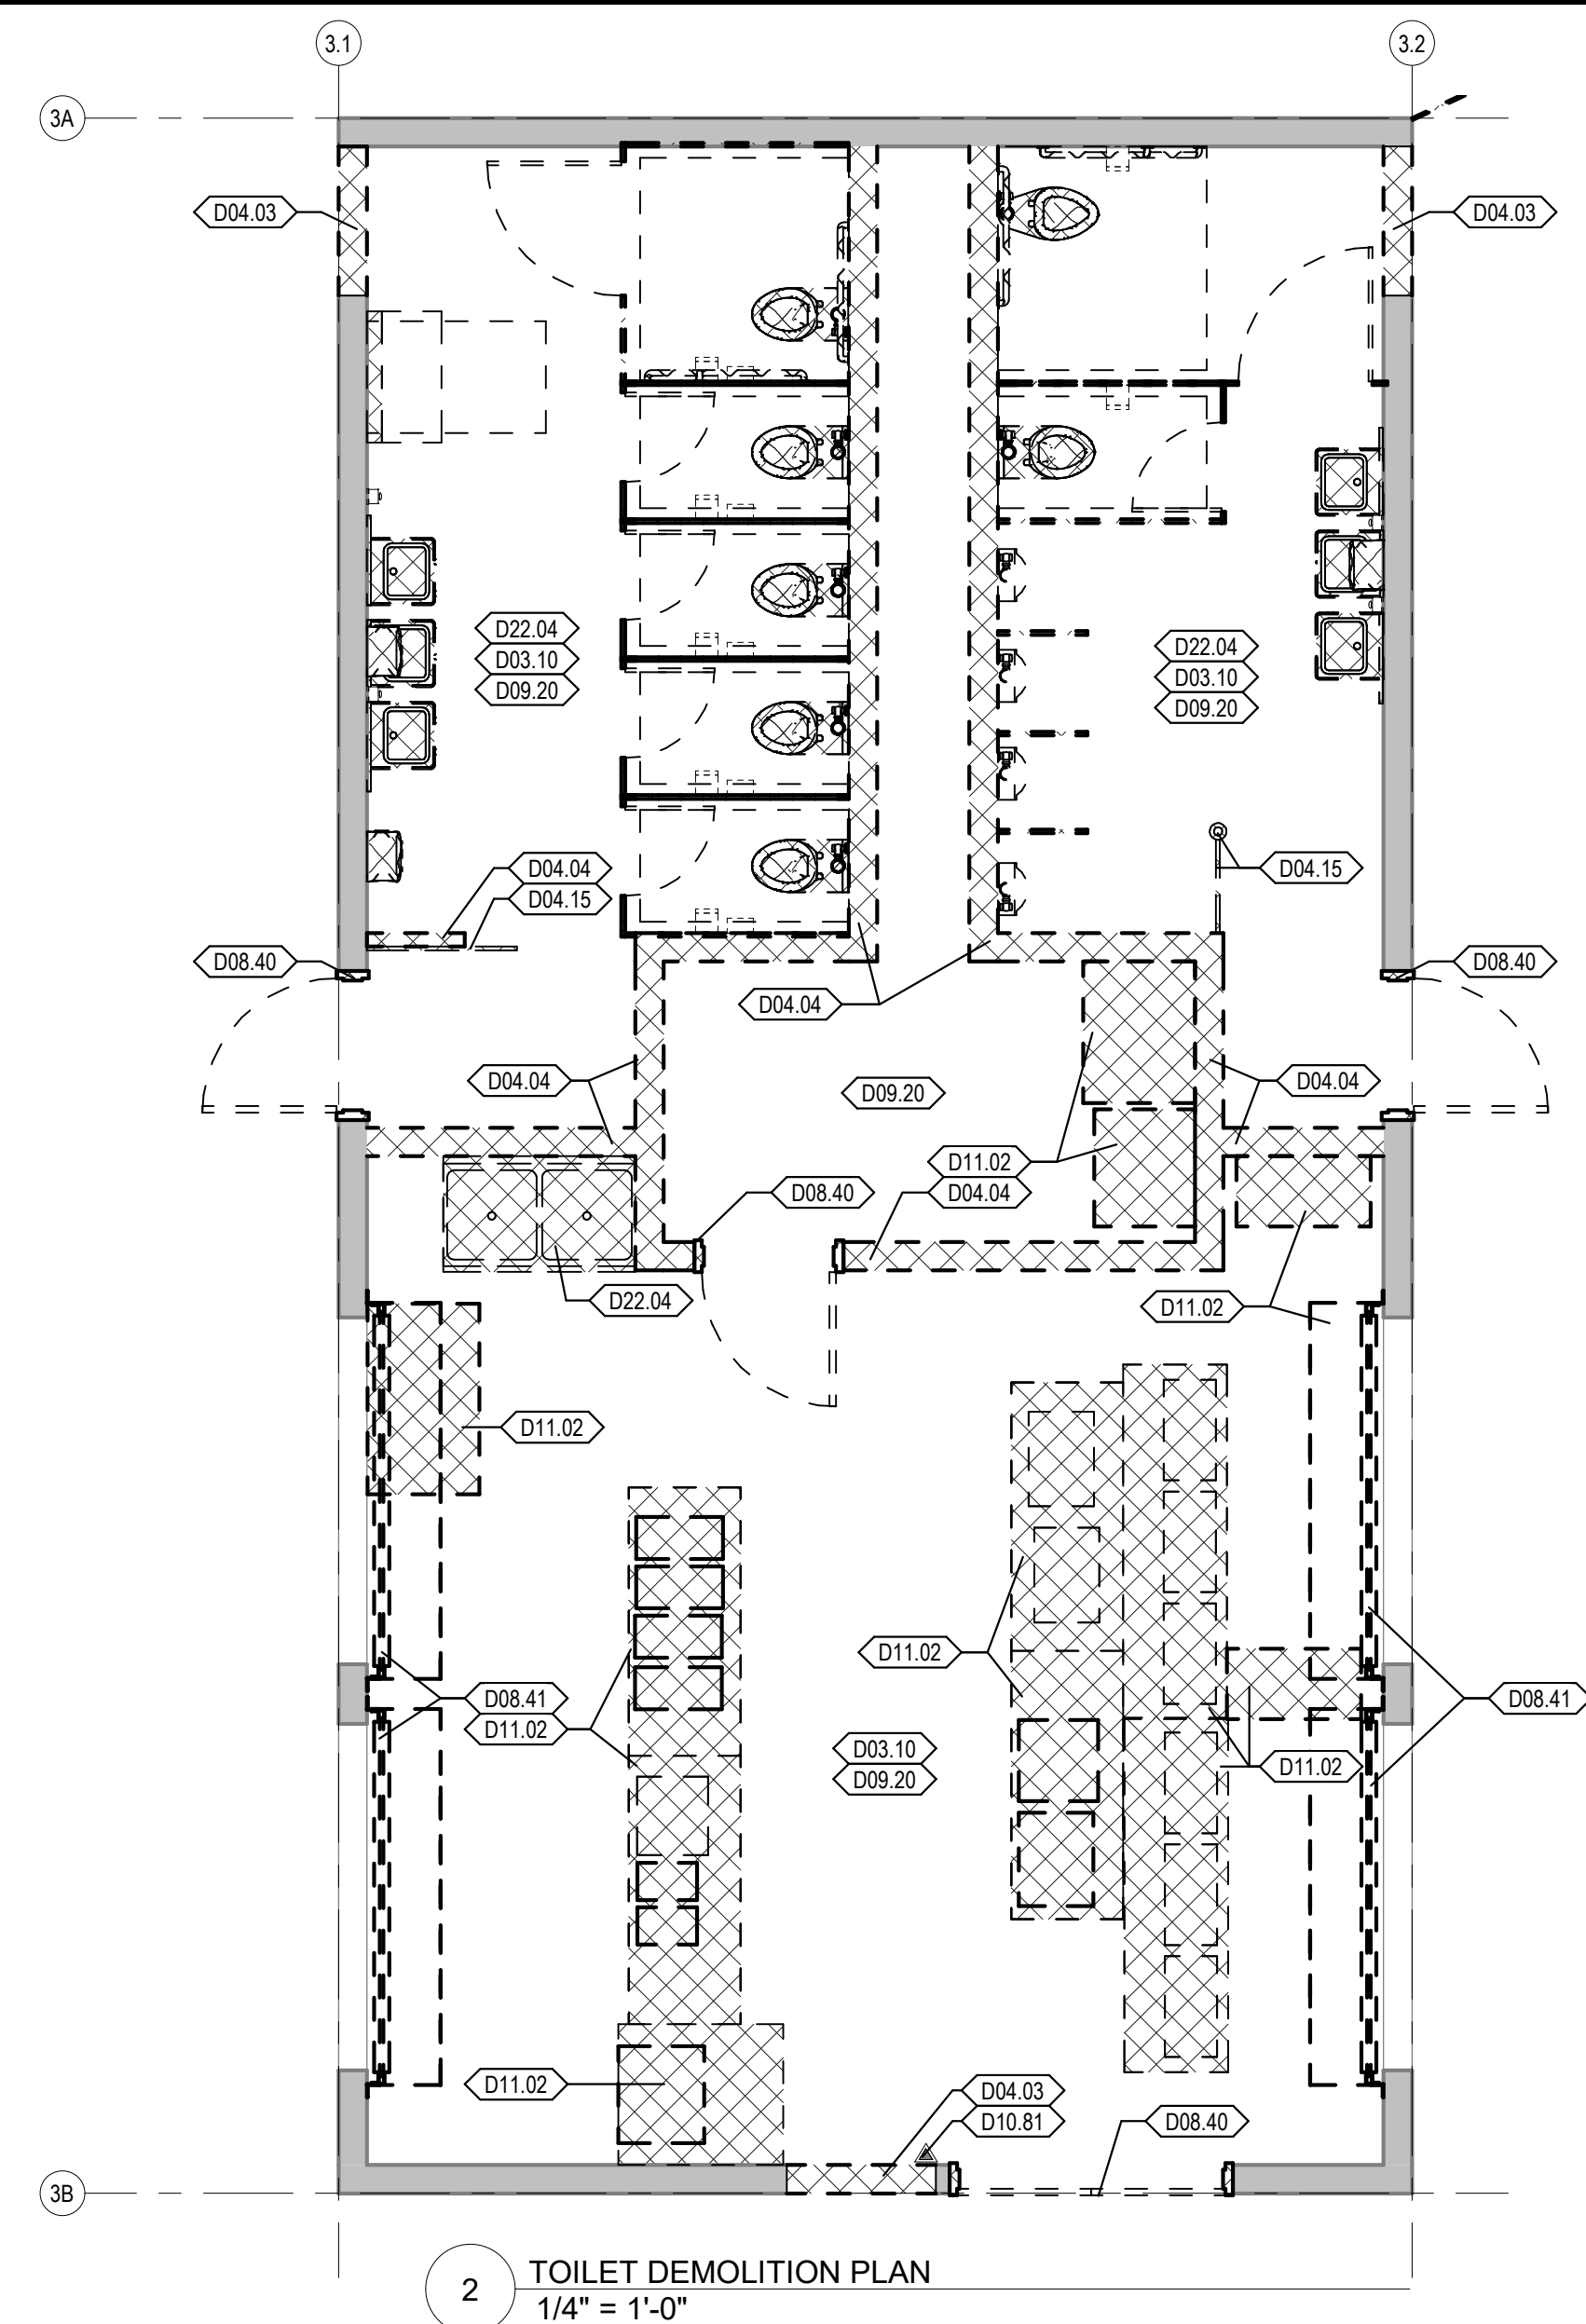 3.1
3.2
3A
D04.03
D04.03
D22.04
D03.10
D09.20
D22.04
D03.10
D09.20
D04.04
D04.15
D04.15
D08.40
D08.40
D04.04
D04.04
D04.04
D09.20
D11.02
D04.04
D08.40
D22.04
D11.02
D11.02
D11.02
D08.41
D11.02
D08.41
D03.10
D09.20
D11.02
D11.02
D04.03
D10.81
D08.40
3B
2
TOILET DEMOLITION PLAN
1/4" = 1'-0"